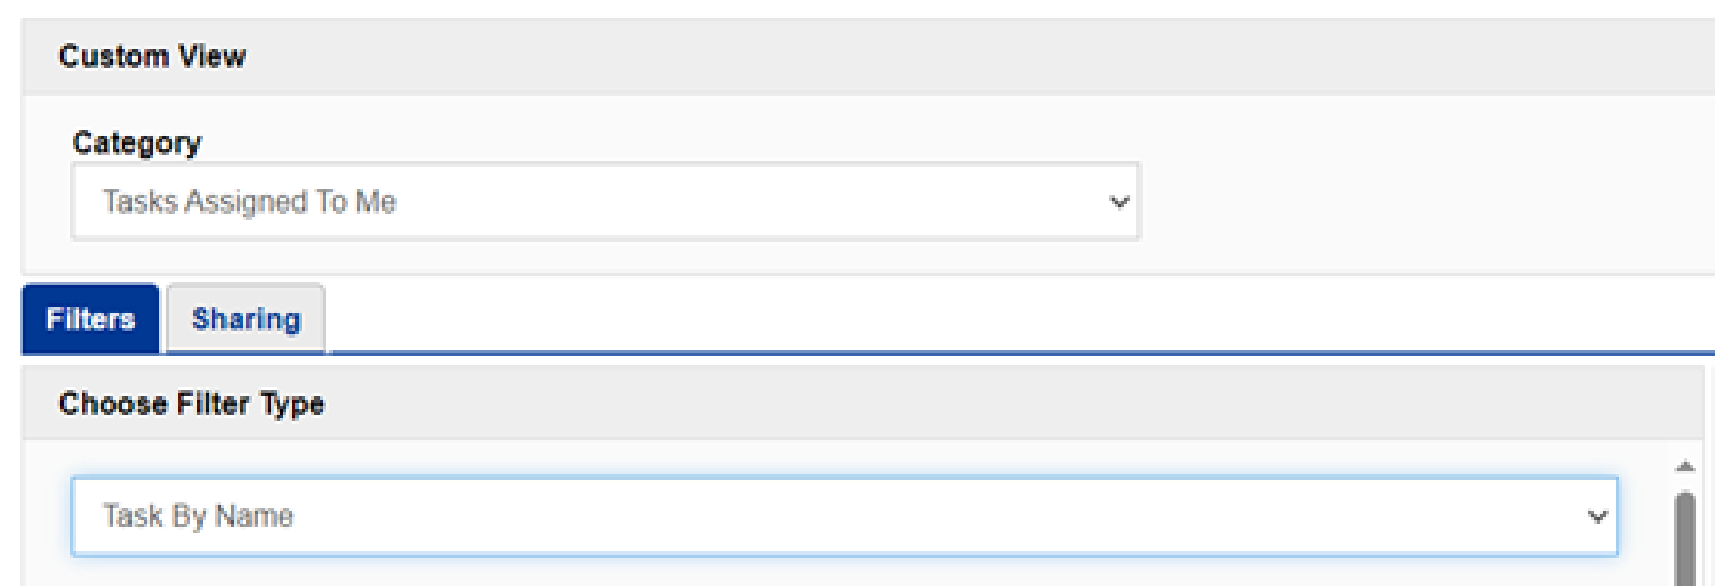 Custom View
Category
Tasks Assigned To Me
Filters Sharing
Choose Filter Type
Task By Name